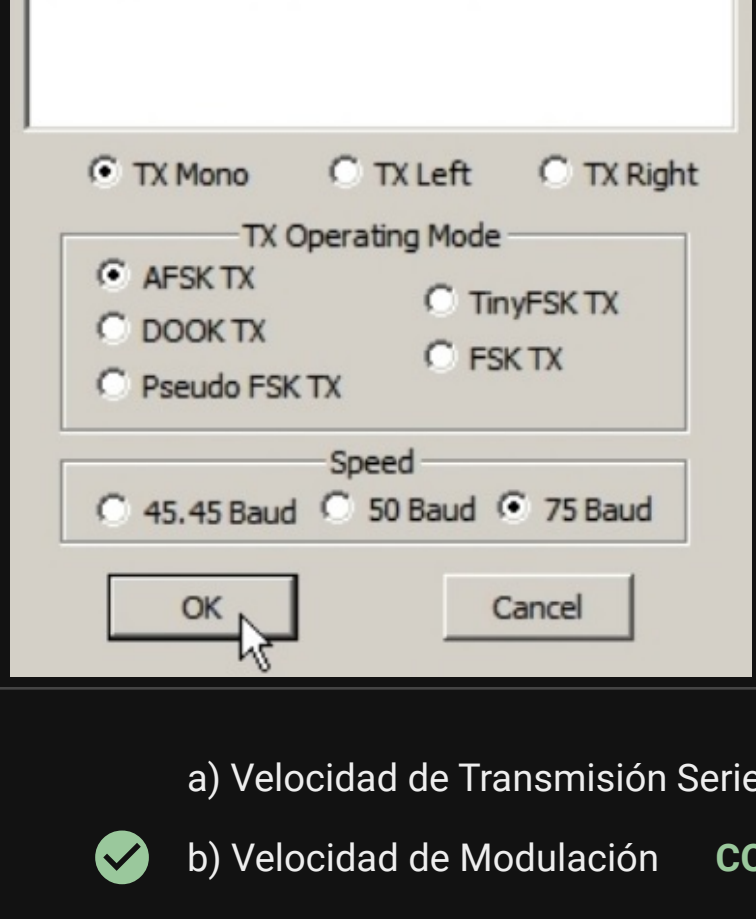 TX Mono TX Left TX Right
TX Operating Mode
AFSK TX
DOOK TX
Pseudo FSK TX
TinyFSK TX
FSK TX
Speed
45.45 Baud 50 Baud 75 Baud
OK Cancel
a) Velocidad de Transmisión Serie
b) Velocidad de Modulación